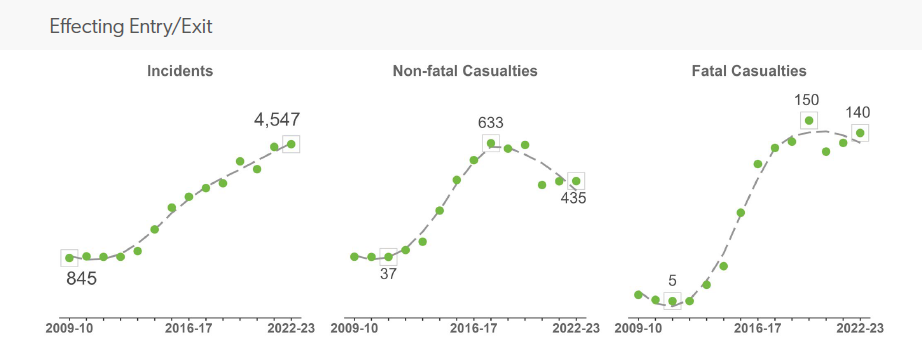 Effecting Entry/Exit
Incidents
4,547
845
2009-10 2016-17 2022-23
Non-fatal Casualties
633
435
37
2009-10 2016-17 2022-23
Fatal Casualties
150
140
5
2009-10 2016-17 2022-23